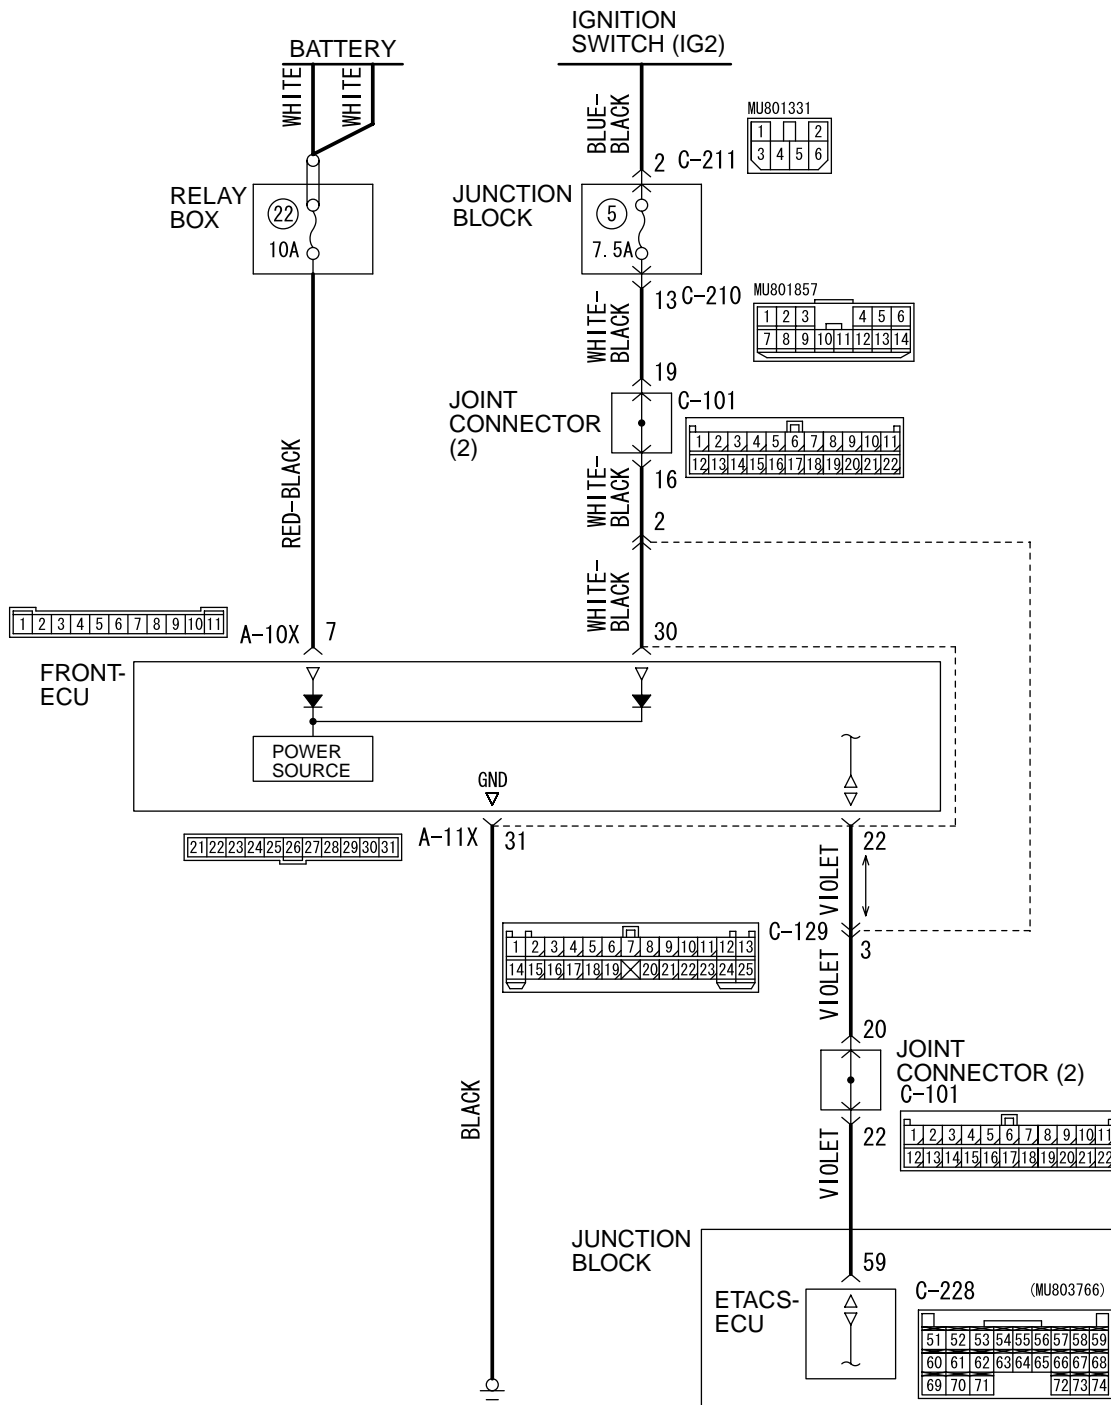 IGNITION
SWITCH (IG2)
BATTERY
WHITE
WHITE
BLUE-
BLACK
MU801331
1 2
3 4 5 6
2 C-211
RELAY
BOX
22
10A
JUNCTION
BLOCK
5
7.5A
13 C-210
MU801857
1 2 3 4 5 6
7 8 9 10 11 12 13 14
WHITE-
BLACK
19
JOINT
CONNECTOR
(2)
C-101
1 2 3 4 5 6 7 8 9 10 11
12 13 14 15 16 17 18 19 20 21 22
16
WHITE-
BLACK
2
RED-BLACK
WHITE-
BLACK
1 2 3 4 5 6 7 8 9 10 11
A-10X 7
30
FRONT-
ECU
POWER
SOURCE
GND
21 22 23 24 25 26 27 28 29 30 31
A-11X 31
22
VIOLET
C-129
3
1 2 3 4 5 6 7 8 9 10 11 12 13
14 15 16 17 18 19 20 21 22 23 24 25
VIOLET
20
JOINT
CONNECTOR (2)
C-101
BLACK
1 2 3 4 5 6 7 8 9 10 11
12 13 14 15 16 17 18 19 20 21 22
22
VIOLET
JUNCTION
BLOCK
59
ETACS-
ECU
C-228 (MU803766)
51 52 53 54 55 56 57 58 59
60 61 62 63 64 65 66 67 68
69 70 71 72 73 74